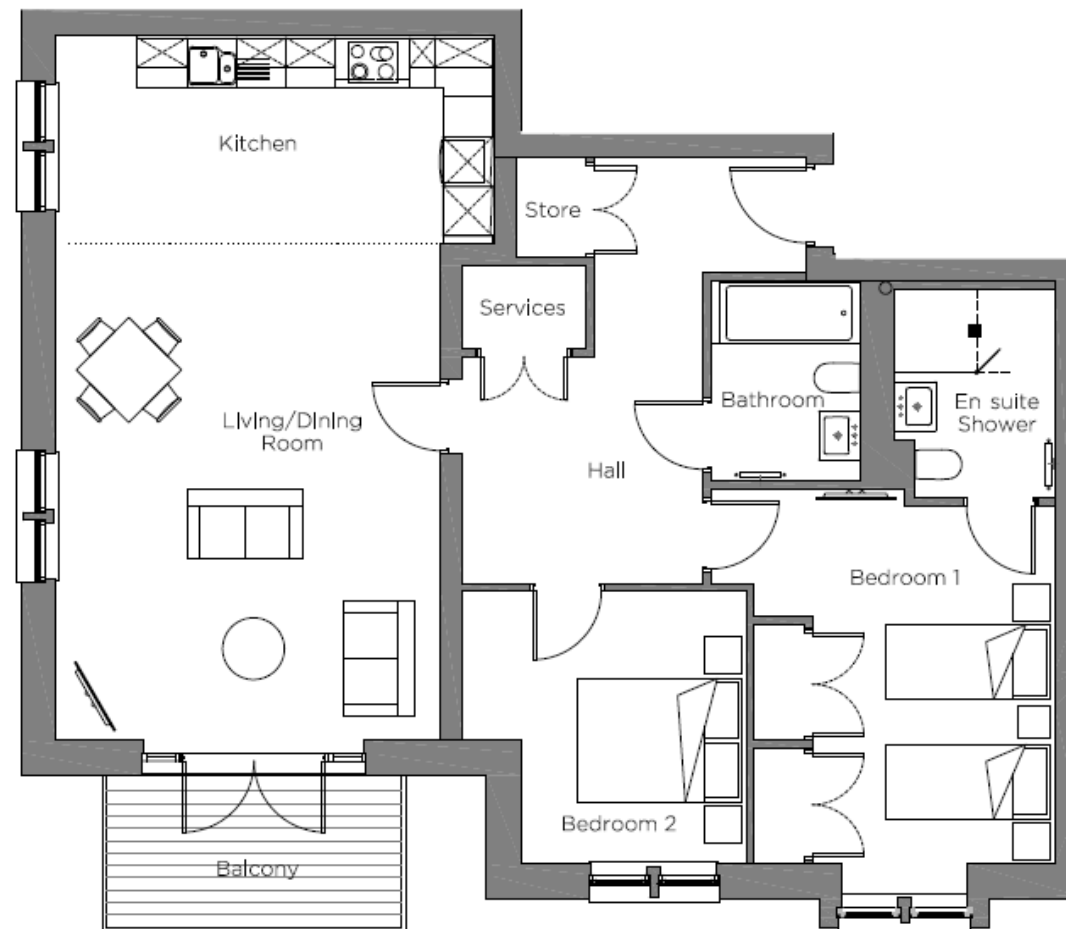 Kitchen
Store
Services
Living/Dining
Room
Bathroom
En suite
Shower
Hall
Bedroom 1
Bedroom 2
Balcony